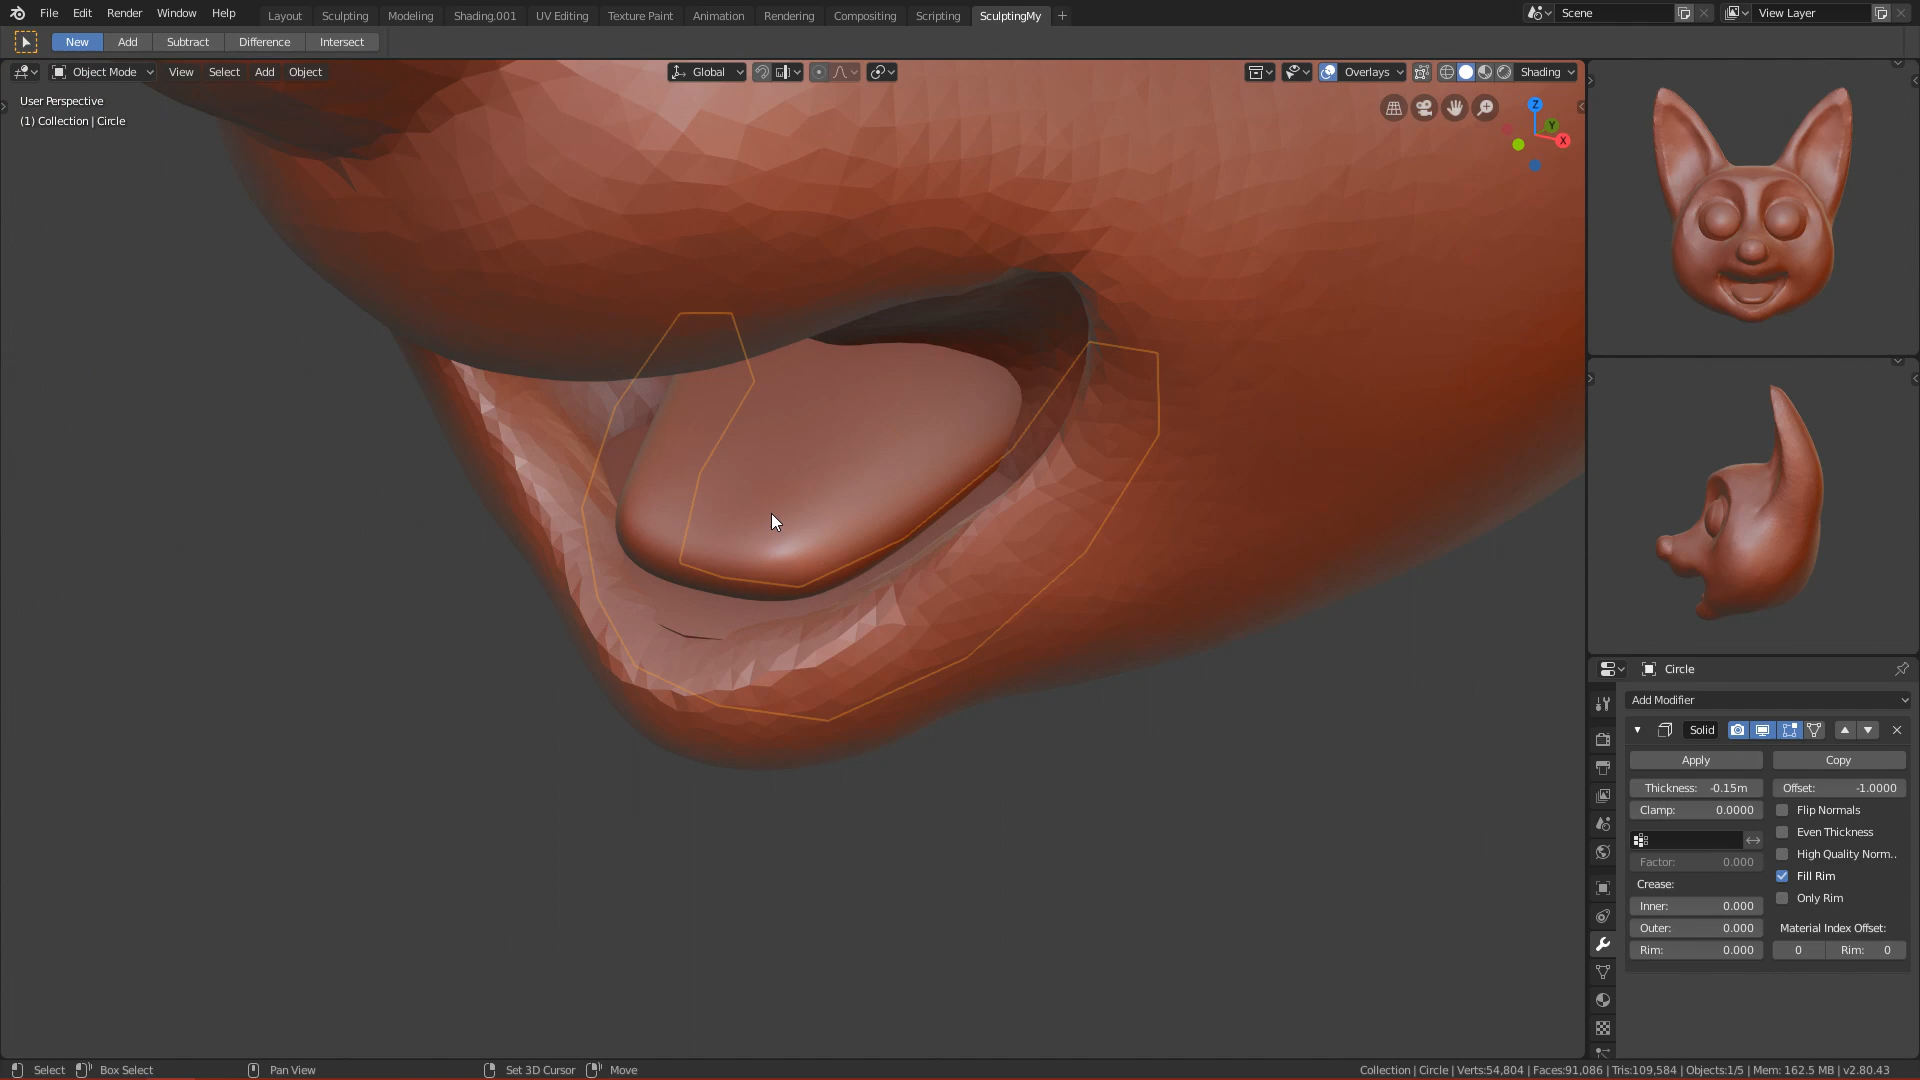 File Edit Render Window Help Layout Sculpting Modeling Shading.001 UV Editing Texture Paint Animation Rendering Compositing Scripting SculptingMy + Scene View Layer
New Add Subtract Difference Intersect
Object Mode View Select Add Object Global Overlays Shading
User Perspective
(1) Collection | Circle
Z
Y
X
Circle
Add Modifier
Solid
Apply Copy
Thickness: -0.15m Offset: -1.0000
Clamp: 0.0000 Flip Normals
Even Thickness
High Quality Norm..
Factor: 0.000
Fill Rim
Crease:
Only Rim
Inner: 0.000
Outer: 0.000 Material Index Offset:
Rim: 0.000 0 Rim: 0
Select Box Select Pan View Set 3D Cursor Move Collection | Circle | Verts:54,804 | Faces:91,086 | Tris:109,584 | Objects:1/5 | Mem: 162.5 MB | v2.80.43